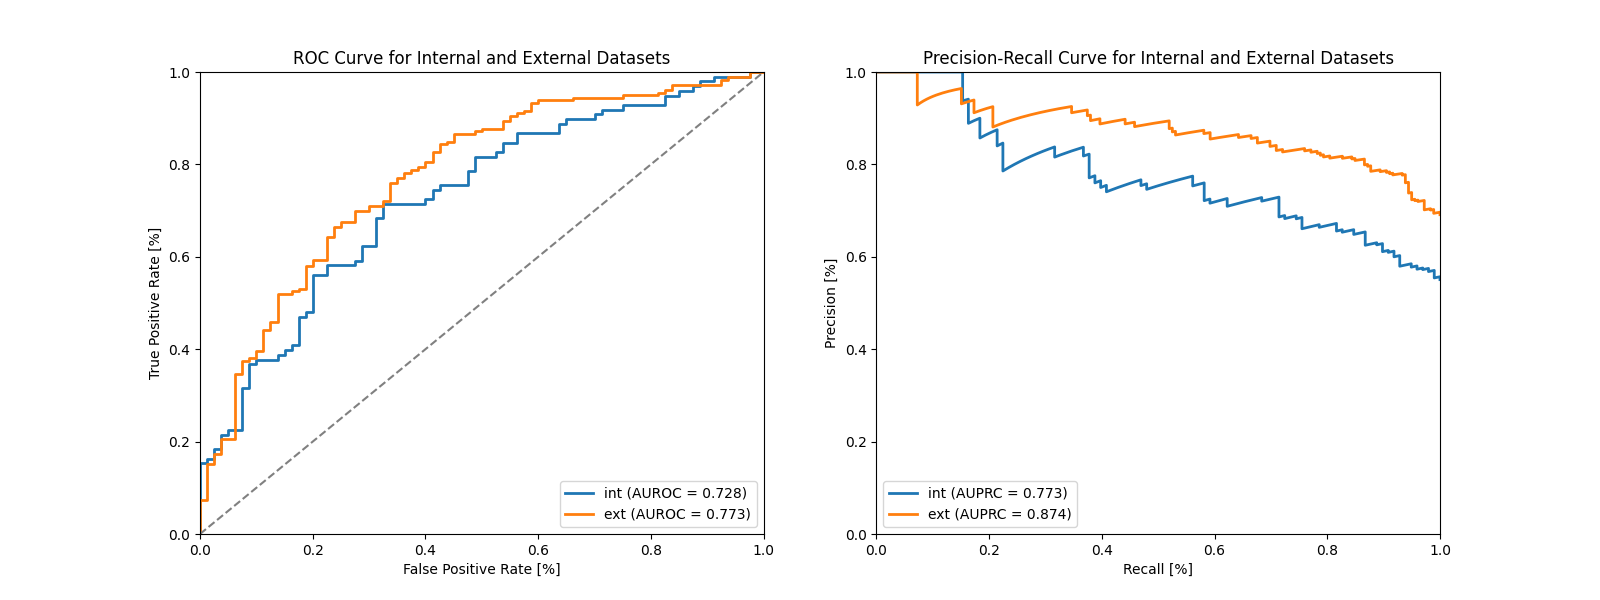 ROC Curve for Internal and External Datasets
1.0
0.8
0.6
0.4
0.2
0.0
True Positive Rate [%]
int (AUROC = 0.728)
ext (AUROC = 0.773)
0.0 0.2 0.4 0.6 0.8 1.0
False Positive Rate [%]
Precision-Recall Curve for Internal and External Datasets
1.0
0.8
0.6
0.4
0.2
0.0
Precision [%]
int (AUPRC = 0.773)
ext (AUPRC = 0.874)
0.0 0.2 0.4 0.6 0.8 1.0
Recall [%]